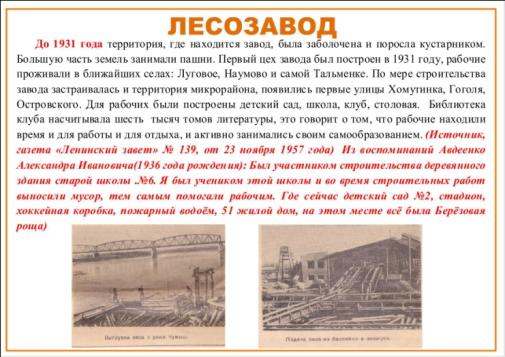 ЛЕСОЗАВОД
До 1931 года территория, где находится завод, была заболочена и поросла кустарником.
Большую часть земель занимали пашни. Первый цех завода был построен в 1931 году, рабочие
проживали в ближайших селах: Луговое, Наумово и самой Тальменке. По мере строительства
завода застраивалась и территория микрорайона, появились первые улицы Хомутинка, Гоголя,
Островского. Для рабочих были построены детский сад, школа, клуб, столовая. Библиотека
клуба насчитывала шесть тысяч томов литературы, это говорит о том, что рабочие находили
время и для работы и для отдыха, и активно занимались своим самообразованием. (Источник,
газета «Ленинский завет» № 139, от 23 ноября 1957 года) Из воспоминаний Авдеенко
Александра Ивановича(1936 года рождения): Был участником строительства деревянного
здания старой школы .№6. Я был учеником этой школы и во время строительных работ
выносили мусор, тем самым помогали рабочим. Где сейчас детский сад №2, стадион,
хоккейная коробка, пожарный водоём, 51 жилой дом, на этом месте всё была Берёзовая
роща)
Выгрузка леса с реки Чумыш.
Подача леса из бассейна в лесоцех.